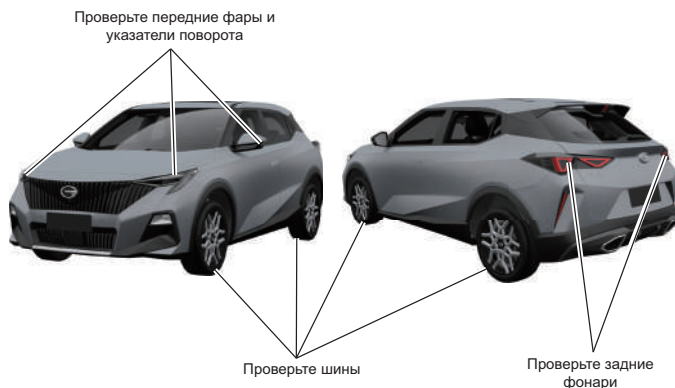 Проверьте передние фары и
указатели поворота
Проверьте шины
Проверьте задние
фонари